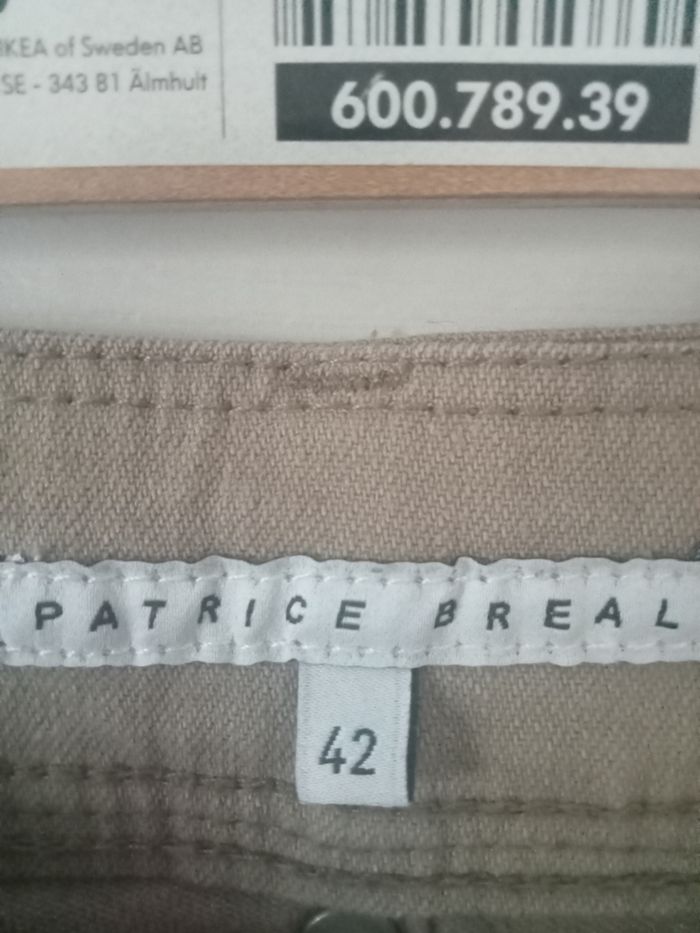 IKEA of Sweden AB
SE - 343 81 Älmhult
600.789.39
PATRICE BREAL
42